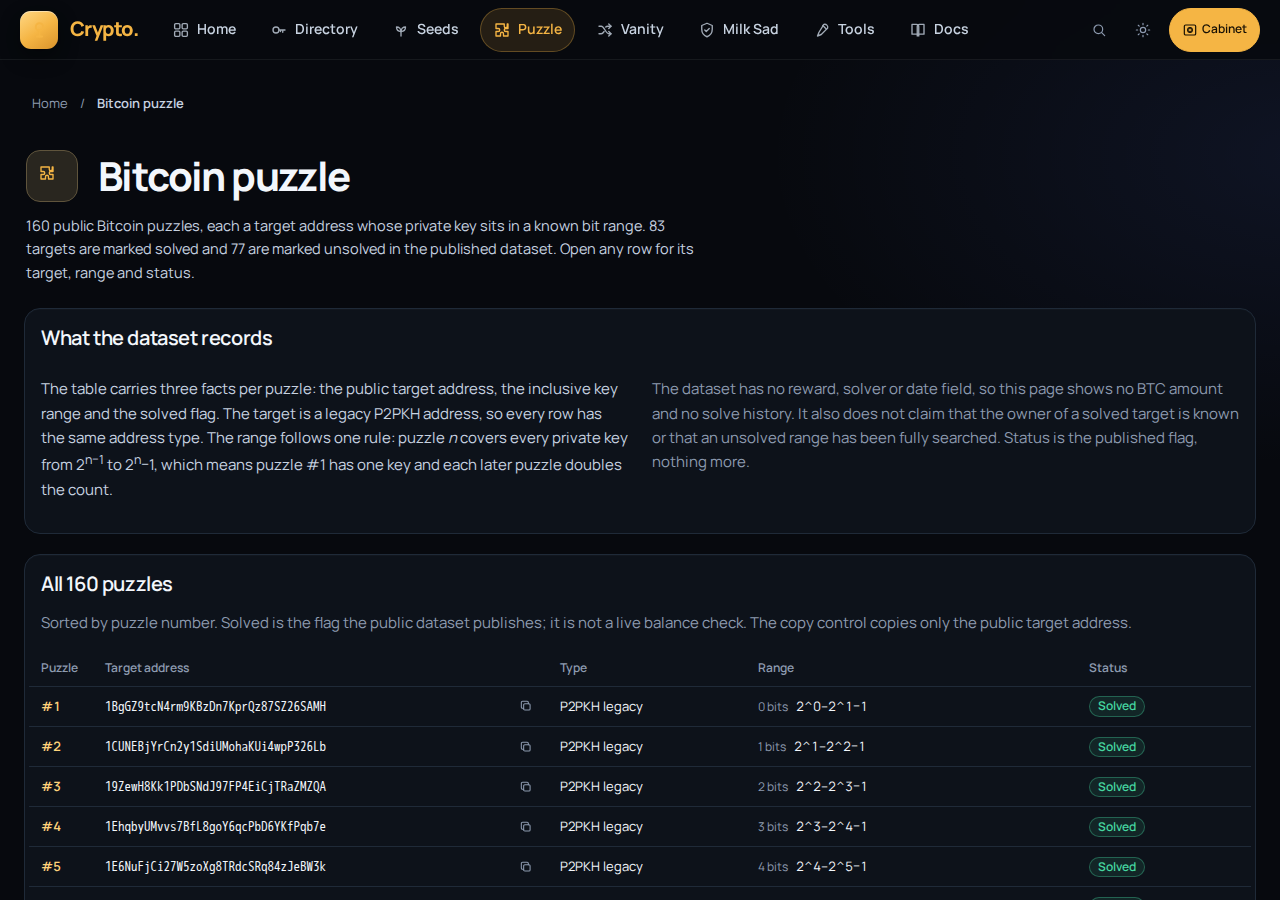 Crypto. Home Directory Seeds Puzzle Vanity Milk Sad Tools Docs Cabinet
Home / Bitcoin puzzle
Bitcoin puzzle
160 public Bitcoin puzzles, each a target address whose private key sits in a known bit range. 83
targets are marked solved and 77 are marked unsolved in the published dataset. Open any row for its
target, range and status.
What the dataset records
The table carries three facts per puzzle: the public target address, the inclusive key
range and the solved flag. The target is a legacy P2PKH address, so every row has
the same address type. The range follows one rule: puzzle n covers every private key
from 2ⁿ⁻¹ to 2ⁿ−1, which means puzzle #1 has one key and each later puzzle doubles
the count.
The dataset has no reward, solver or date field, so this page shows no BTC amount
and no solve history. It also does not claim that the owner of a solved target is known
or that an unsolved range has been fully searched. Status is the published flag,
nothing more.
All 160 puzzles
Sorted by puzzle number. Solved is the flag the public dataset publishes; it is not a live balance check. The copy control copies only the public target address.
Puzzle Target address Type Range Status
#1 1BgGZ9tcN4rm9KBzDn7KprQz87SZ26SAMH P2PKH legacy 0 bits 2^0–2^1−1 Solved
#2 1CUNEBjYrCn2y1SdiUMohaKUi4wpP326Lb P2PKH legacy 1 bits 2^1–2^2−1 Solved
#3 19ZewH8Kk1PDbSNdJ97FP4EiCjTRaZMZQA P2PKH legacy 2 bits 2^2–2^3−1 Solved
#4 1EhqbyUMvvs7BfL8goY6qcPbD6YKfPqb7e P2PKH legacy 3 bits 2^3–2^4−1 Solved
#5 1E6NuFjCi27W5zoXg8TRdcSRq84zJeBW3k P2PKH legacy 4 bits 2^4–2^5−1 Solved